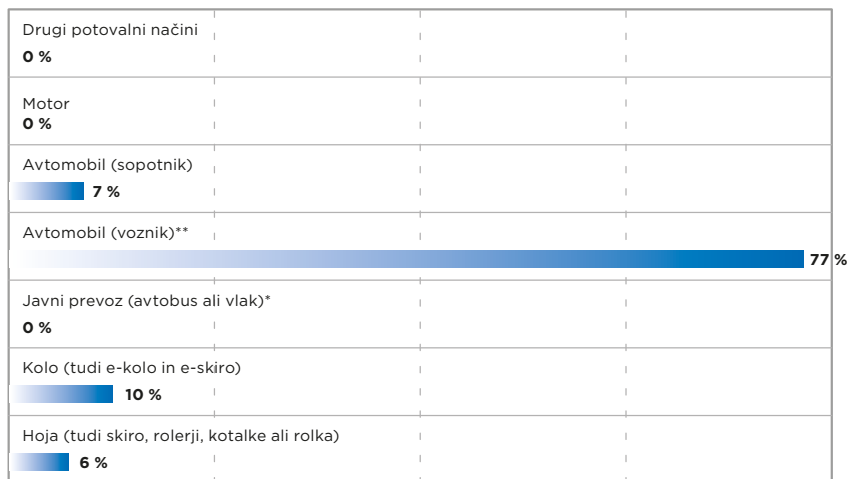 Drugi potovalni načini
0 %
Motor
0 %
Avtomobil (sopotnik)
7 %
Avtomobil (voznik)**
77 %
Javni prevoz (avtobus ali vlak)*
0 %
Kolo (tudi e-kolo in e-skiro)
10 %
Hoja (tudi skiro, rolerji, kotalke ali rolka)
6 %